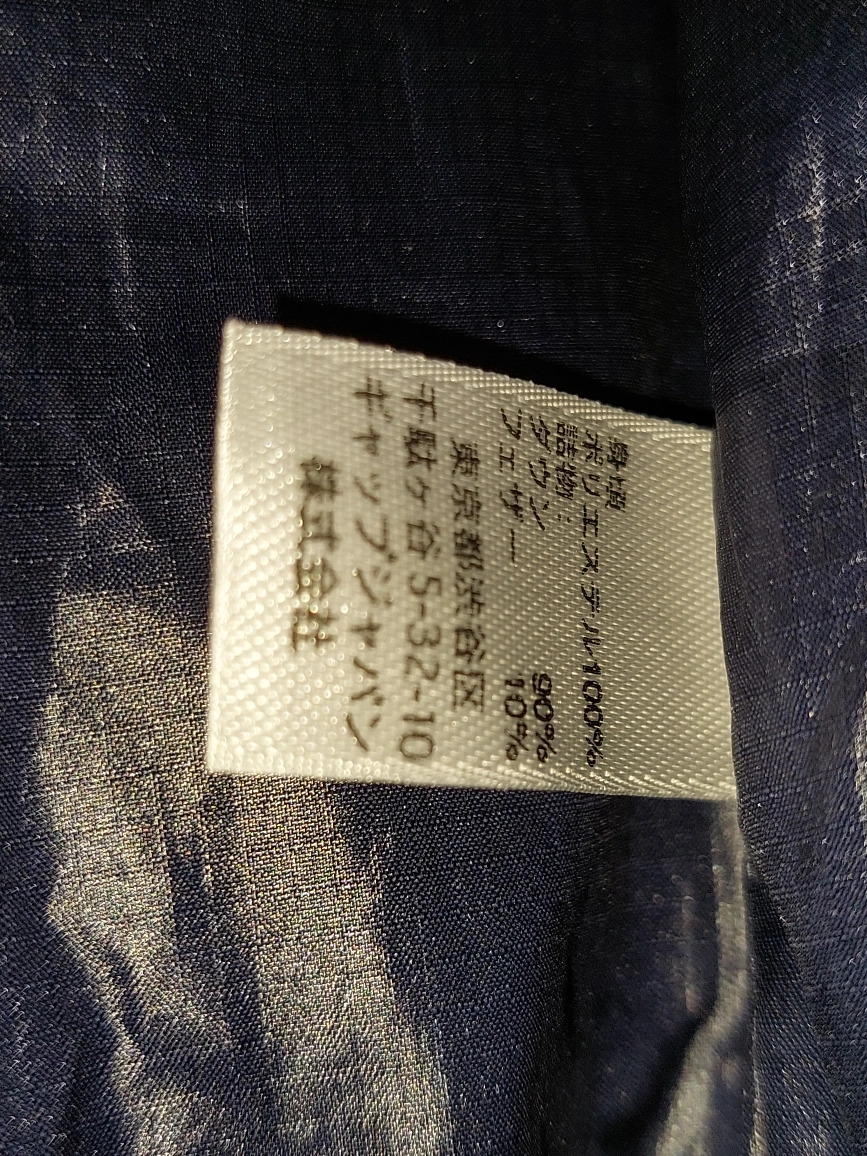 身頃
ポリエステル100%
詰物:
ダウン 90%
フェザー 10%
東京都渋谷区
千駄ヶ谷5-32-10
ギャップジャパン
株式会社